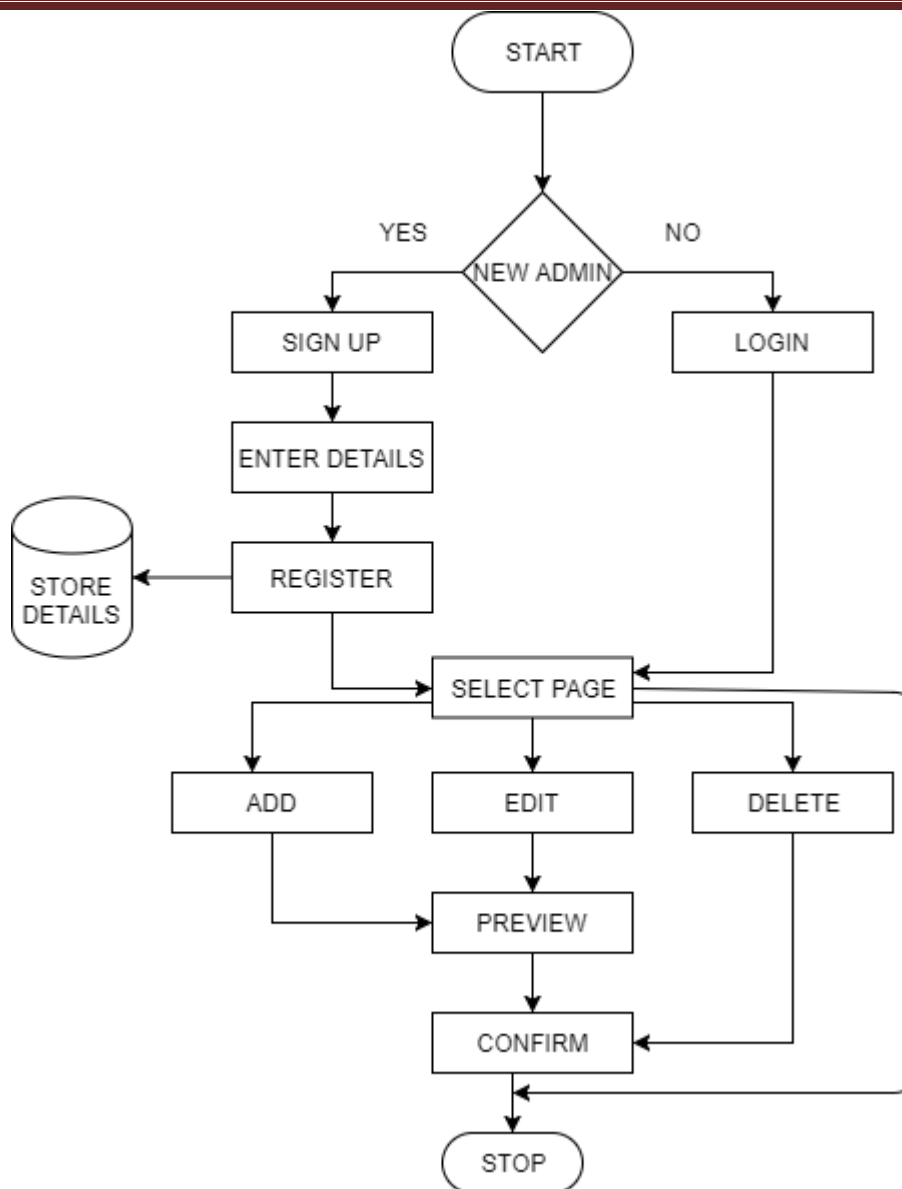 START
YES
NO
NEW ADMIN
SIGN UP
LOGIN
ENTER DETAILS
REGISTER
STORE
DETAILS
SELECT PAGE
ADD
EDIT
DELETE
PREVIEW
CONFIRM
STOP